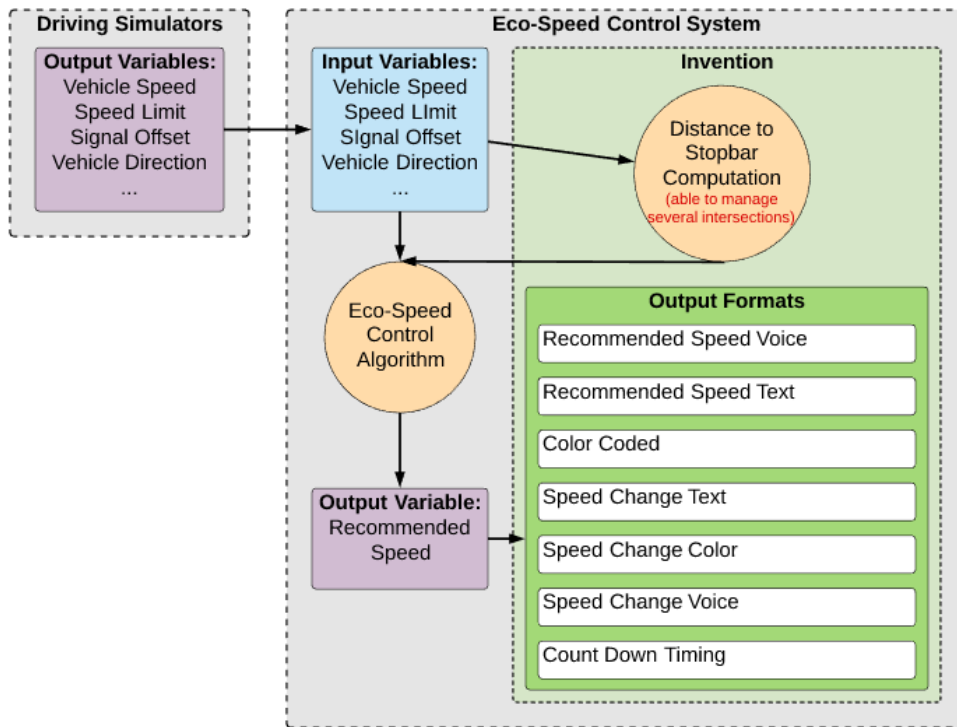 Driving Simulators
Output Variables:
Vehicle Speed
Speed Limit
Signal Offset
Vehicle Direction
...
Eco-Speed Control System
Input Variables:
Vehicle Speed
Speed LImit
SIgnal Offset
Vehicle Direction
...
Invention
Distance to
Stopbar
Computation
(able to manage
several intersections)
Eco-Speed
Control
Algorithm
Output Variable:
Recommended
Speed
Output Formats
Recommended Speed Voice
Recommended Speed Text
Color Coded
Speed Change Text
Speed Change Color
Speed Change Voice
Count Down Timing